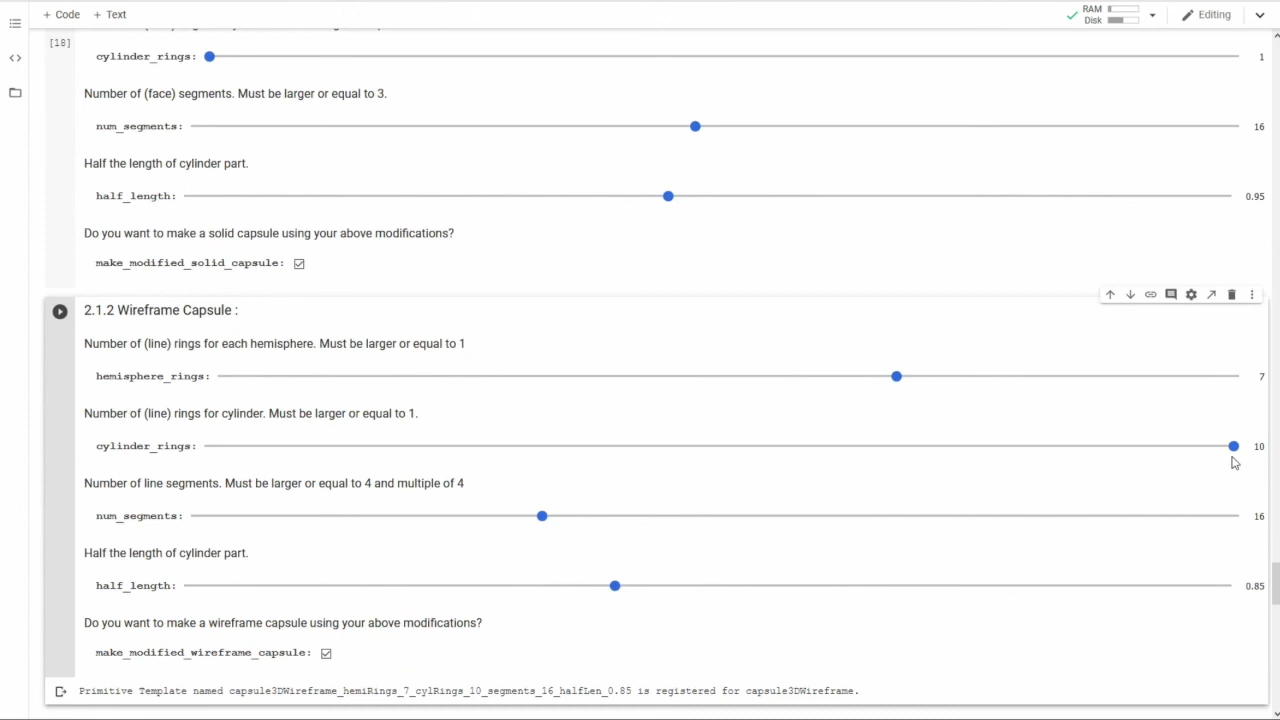 + Code + Text
RAM
Disk
Editing
[18]
cylinder_rings: 1
Number of (face) segments. Must be larger or equal to 3.
num_segments: 16
Half the length of cylinder part.
half_length: 0.95
Do you want to make a solid capsule using your above modifications?
make_modified_solid_capsule:
2.1.2 Wireframe Capsule :
Number of (line) rings for each hemisphere. Must be larger or equal to 1
hemisphere_rings: 7
Number of (line) rings for cylinder. Must be larger or equal to 1.
cylinder_rings: 10
Number of line segments. Must be larger or equal to 4 and multiple of 4
num_segments: 16
Half the length of cylinder part.
half_length: 0.85
Do you want to make a wireframe capsule using your above modifications?
make_modified_wireframe_capsule:
Primitive Template named capsule3DWireframe_hemiRings_7_cylRings_10_segments_16_halfLen_0.85 is registered for capsule3DWireframe.